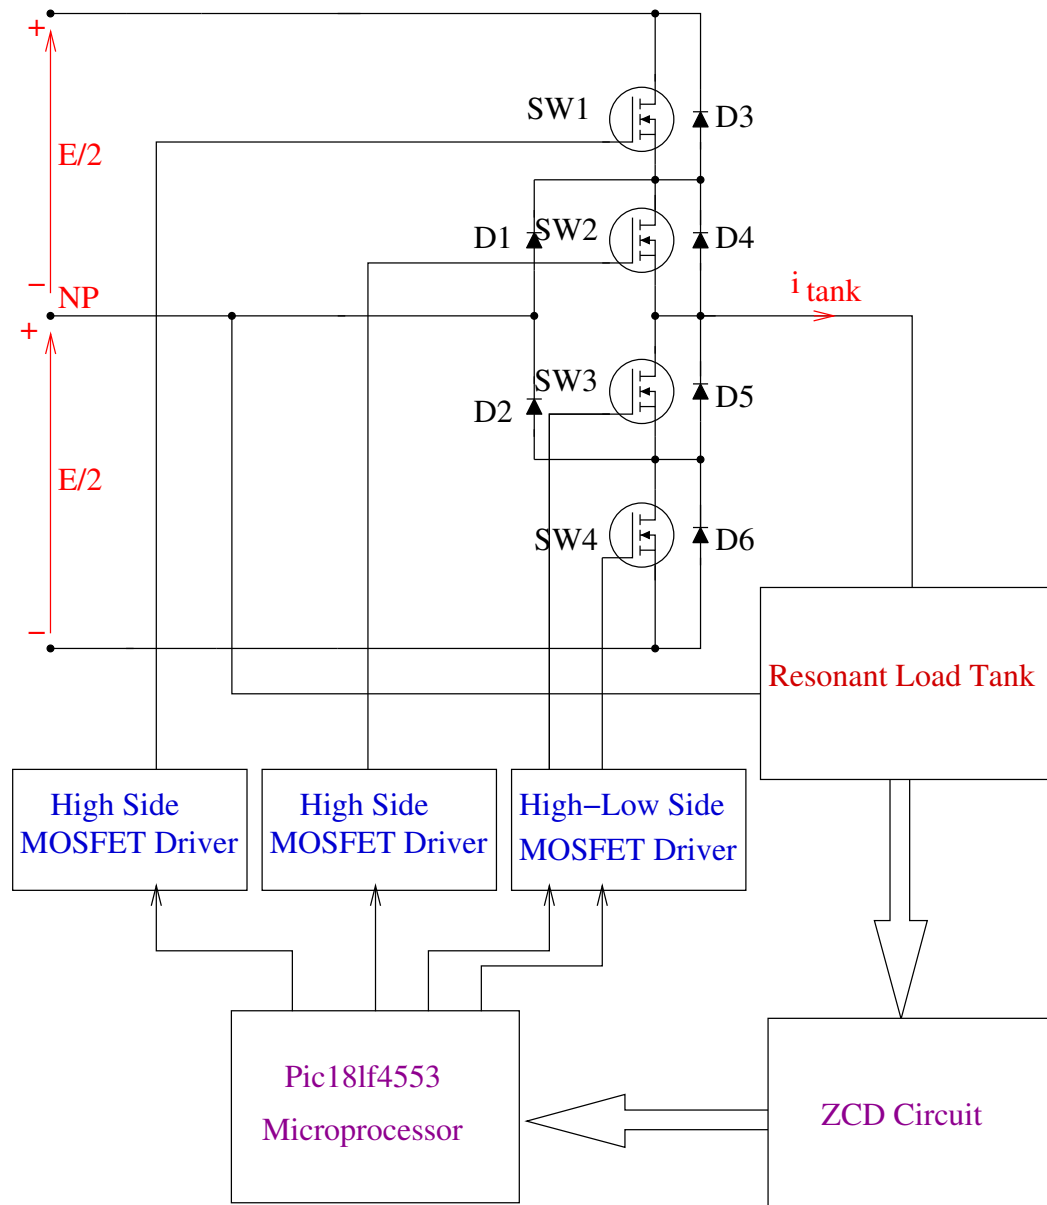 +
SW1
D3
E/2
D1
SW2
D4
−
NP
i tank
+
SW3
D5
D2
E/2
SW4
D6
−
Resonant Load Tank
High Side
MOSFET Driver
High Side
MOSFET Driver
High−Low Side
MOSFET Driver
Pic18lf4553
Microprocessor
ZCD Circuit